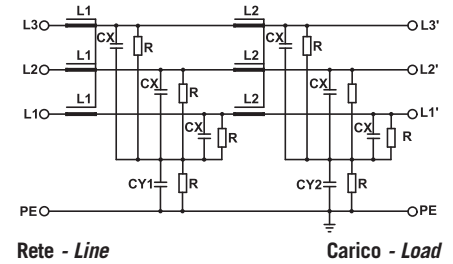 L1 L2
L3 L3'
CX R CX R
L1 L2
L2 L2'
CX R CX R
L1 L2
L1 L1'
CX R CX R
CY1 R CY2 R
PE PE
Rete - Line Carico - Load